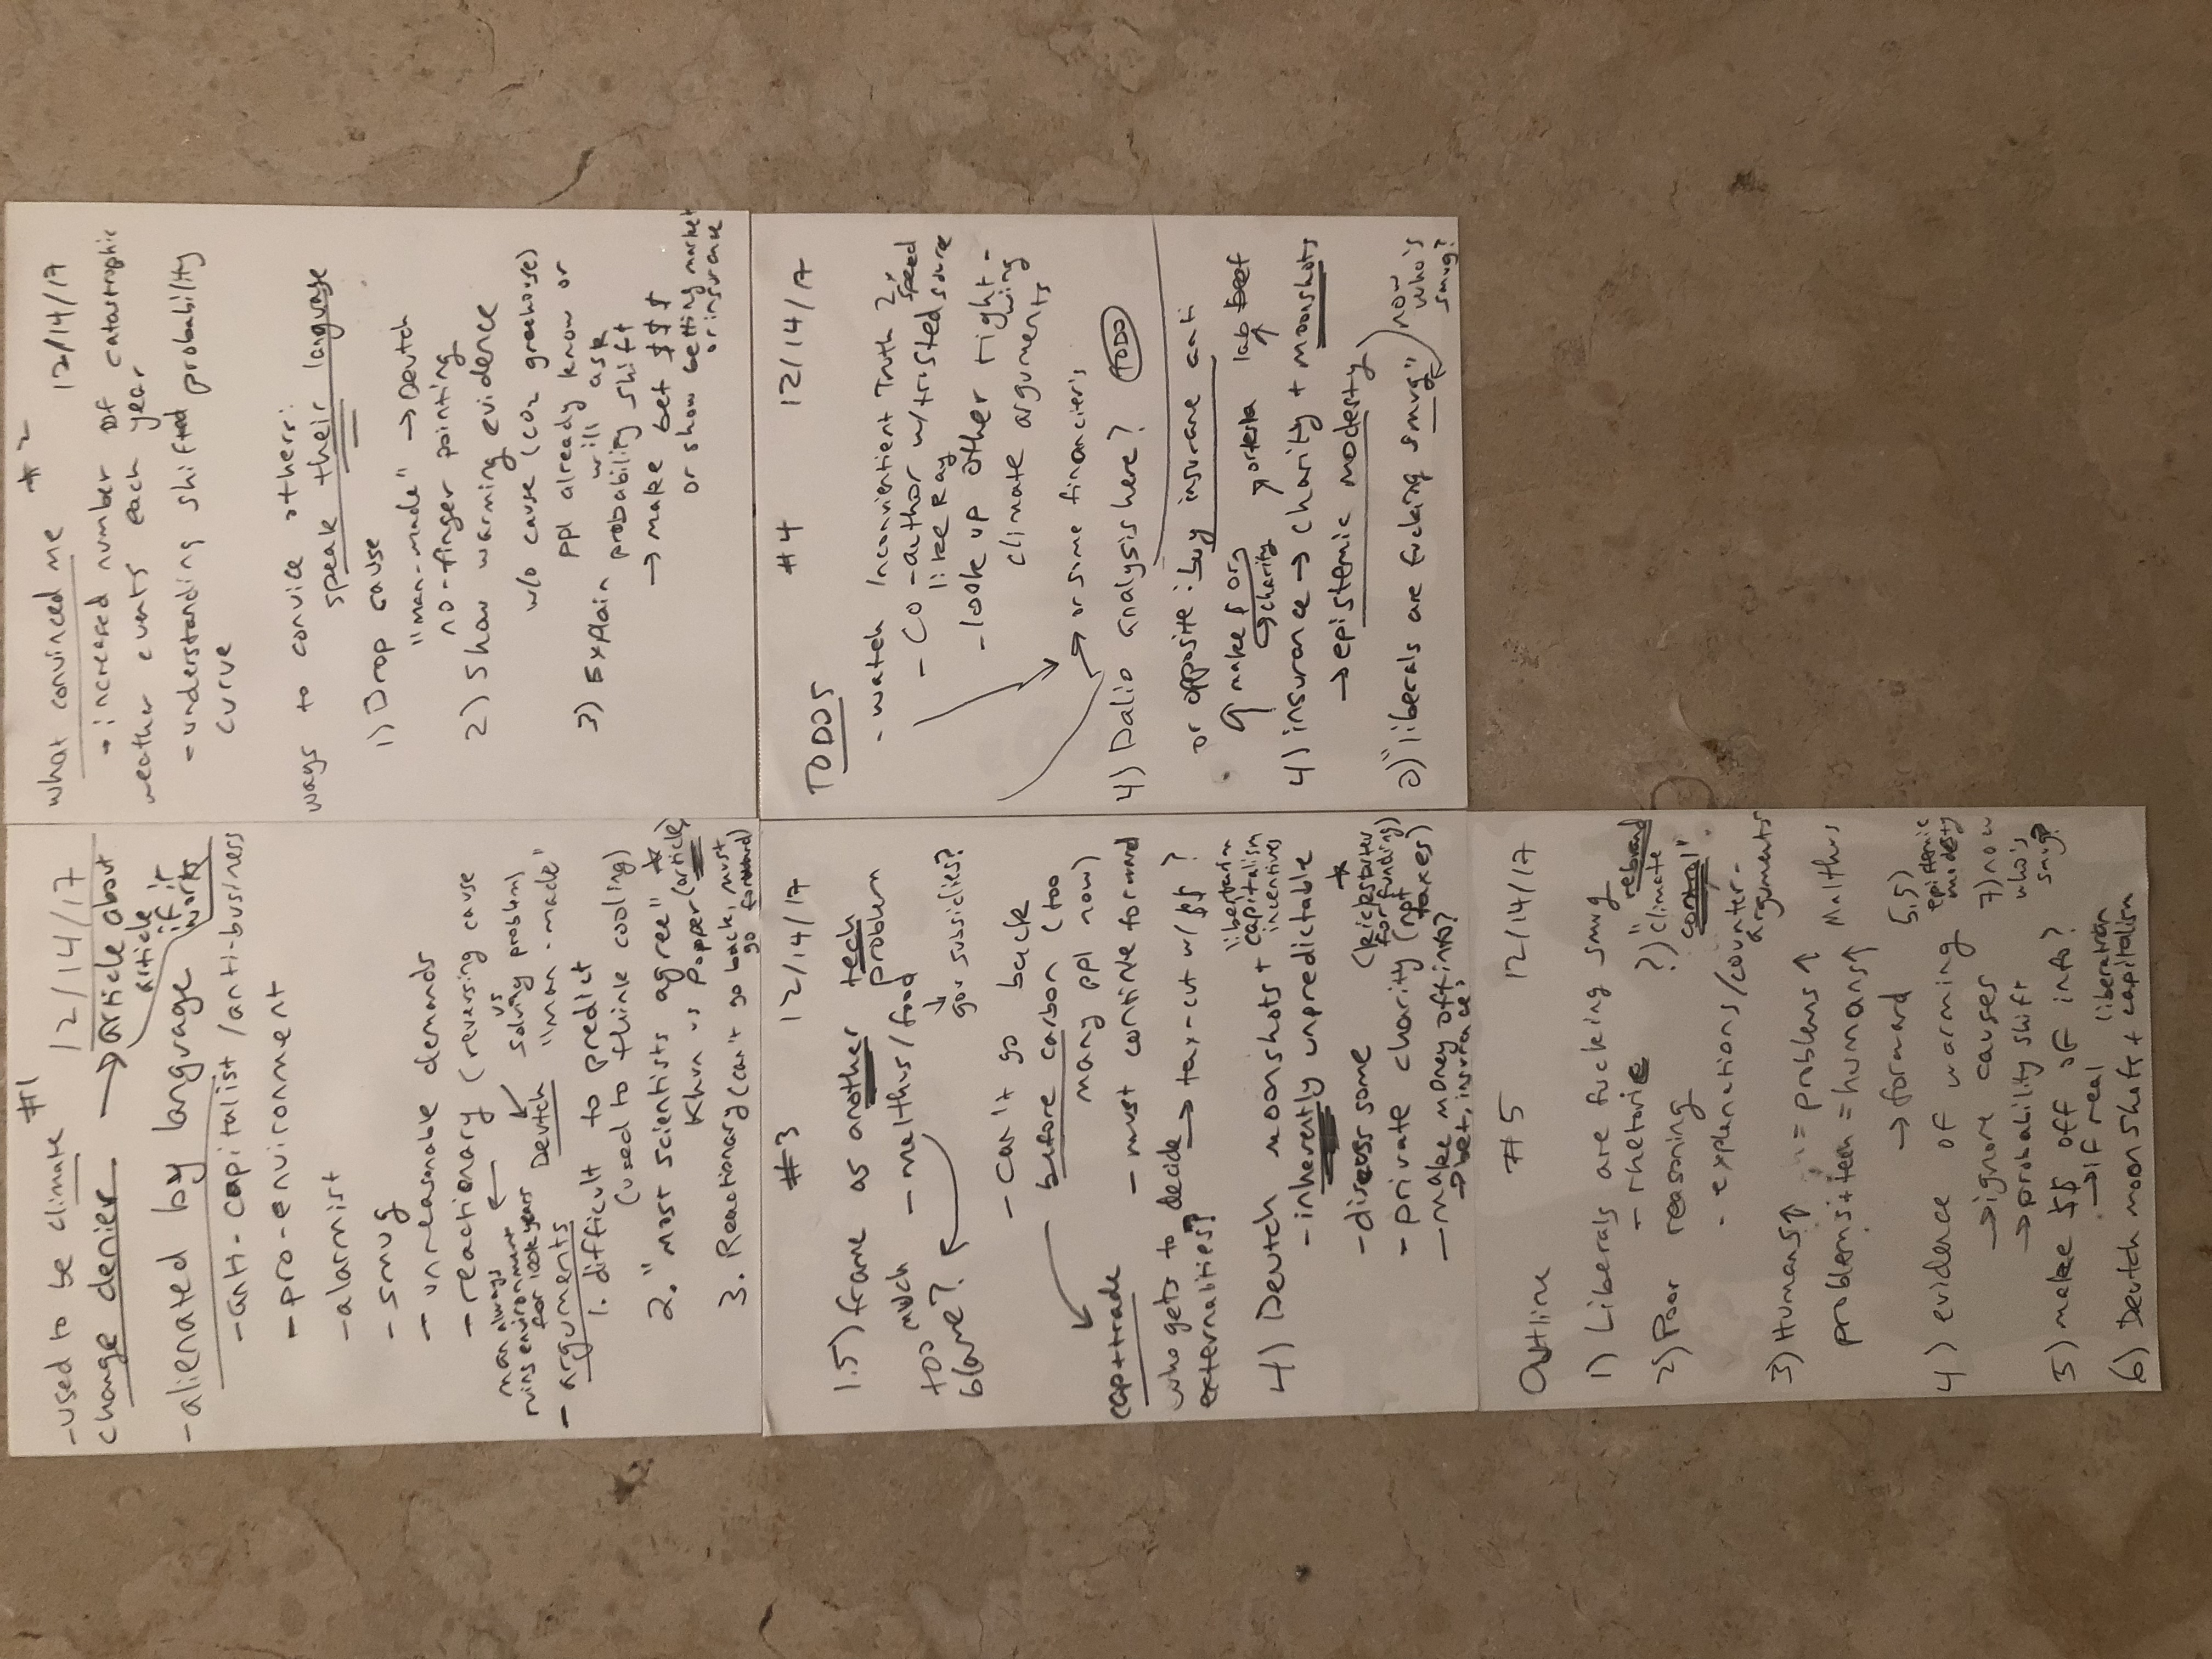 #1
-used to be climate
12/14/17
change denier → article about
article
if it
works
-alienated by language
-anti-capitalist/anti-business
-pro-environment
-alarmist
-smug
- unreasonable demands
-reactionary (reversing cause
vs
solving problem)
man always
ruins environment
for 100k years
Deutch "man-made"
- arguments
1. difficult to predict
(used to think cooling)
2. "most scientists agree" *
Khun vs Popper (article)
3. Reactionary (can't go back, must
go forward)
#2
what convinced me 12/14/17
- increased number of catastrophic
weather events each year
- understanding shifted probability
curve
ways to convice others:
speak their language
1) Drop cause
"man-made" → Deutch
no-finger pointing
2) Show warming evidence
w/o cause (CO2 greehouse)
ppl already know or
will ask
3) Explain probability shift
→ make bet $$$
or show betting market
or insurance
#3 12/14/17
1.5) frame as another tech
problem
- malthus/food
too much
blame?
↓
gov subsidies?
- can't go back
before carbon (too
many ppl now)
cap+trade
- must continue forward
who gets to decide
externalities?
→ tax-cut w/ $$ ?
4) Deutch moonshots + libertarian
capitalism
incentives
- inherently unpredictable
- discuss some (kickstarter
for funding)
*
- private charity (not
taxes)
- make money off info?
→ bet, insurace?
#4 12/14/17
TODOS
- watch Inconvientient Truth 2x
speed
- co-author w/trusted source
like Ray
- look up other right-
wing
climate arguments
→ or some financier's
4) Dalio analysis here? TODO
or opposite: buy insurane anti
↑ make $ org
→ charity
lab beef
4) insurance → charity + moonshots
→ epistemic modesty
0) "liberals are fucking smug"
now
who's
smug?
#5 12/14/17
Outline
1) Liberals are fucking smug
- rhetoric
?) "rebrand
climate
control"
2) Poor reasoning
- explanations/counter-
arguments
3) Humans↑ = problems ↑
problems + tech = humans↑ Malthus
→ forward
4) evidence of warming
→ ignore causes
→ probability shift
5.5)
epistemic
modesty
7) now
who's
smug?
5) make $$ off of info?
→ if real
6) Deutch moonshots + capitalism